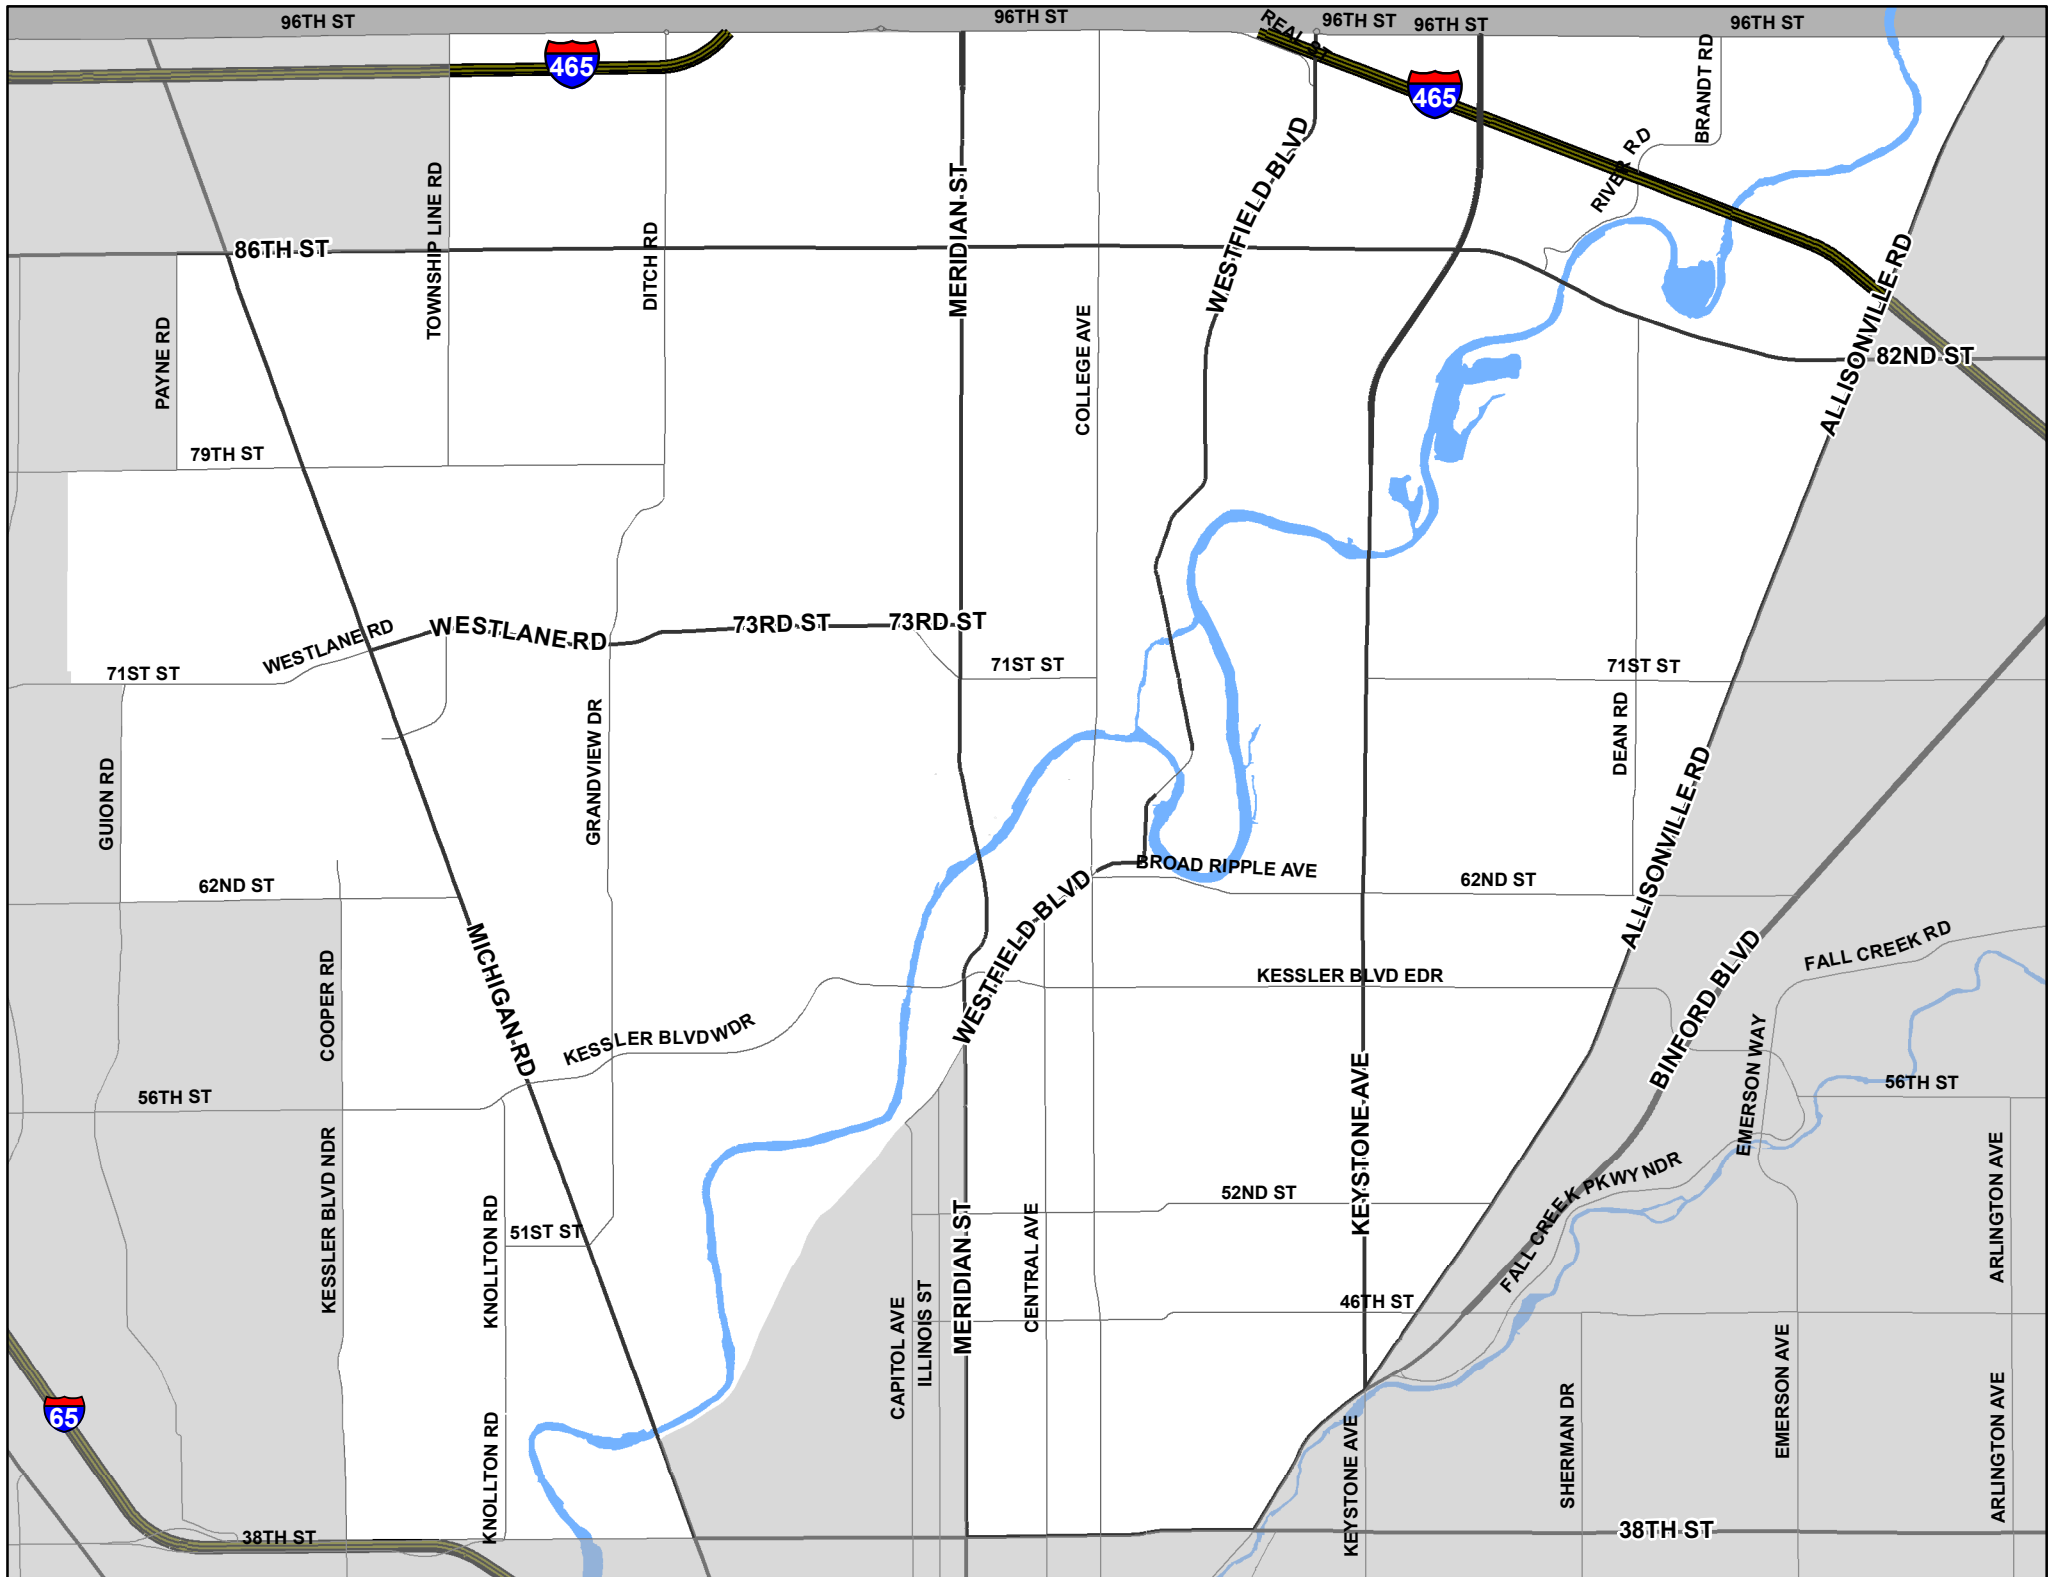 96TH ST
96TH ST
96TH ST
96TH ST
96TH ST
REAL ST
465
465
BRANDT RD
RIVER RD
WESTFIELD BLVD
MERIDIAN ST
TOWNSHIP LINE RD
DITCH RD
86TH ST
ALLISONVILLE RD
82ND ST
PAYNE RD
COLLEGE AVE
79TH ST
WESTLANE RD
WESTLANE RD
73RD ST
73RD ST
71ST ST
71ST ST
71ST ST
GUION RD
GRANDVIEW DR
DEAN RD
ALLISONVILLE RD
62ND ST
BROAD RIPPLE AVE
62ND ST
WESTFIELD BLVD
MICHIGAN RD
COOPER RD
KESSLER BLVD WDR
KESSLER BLVD EDR
BINFORD BLVD
FALL CREEK RD
EMERSON WAY
56TH ST
56TH ST
KEYSTONE AVE
KESSLER BLVD NDR
KNOLLTON RD
51ST ST
52ND ST
FALL CREEK PKWY NDR
ARLINGTON AVE
MERIDIAN ST
CENTRAL AVE
CAPITOL AVE
ILLINOIS ST
46TH ST
65
KNOLLTON RD
KEYSTONE AVE
SHERMAN DR
EMERSON AVE
ARLINGTON AVE
38TH ST
38TH ST